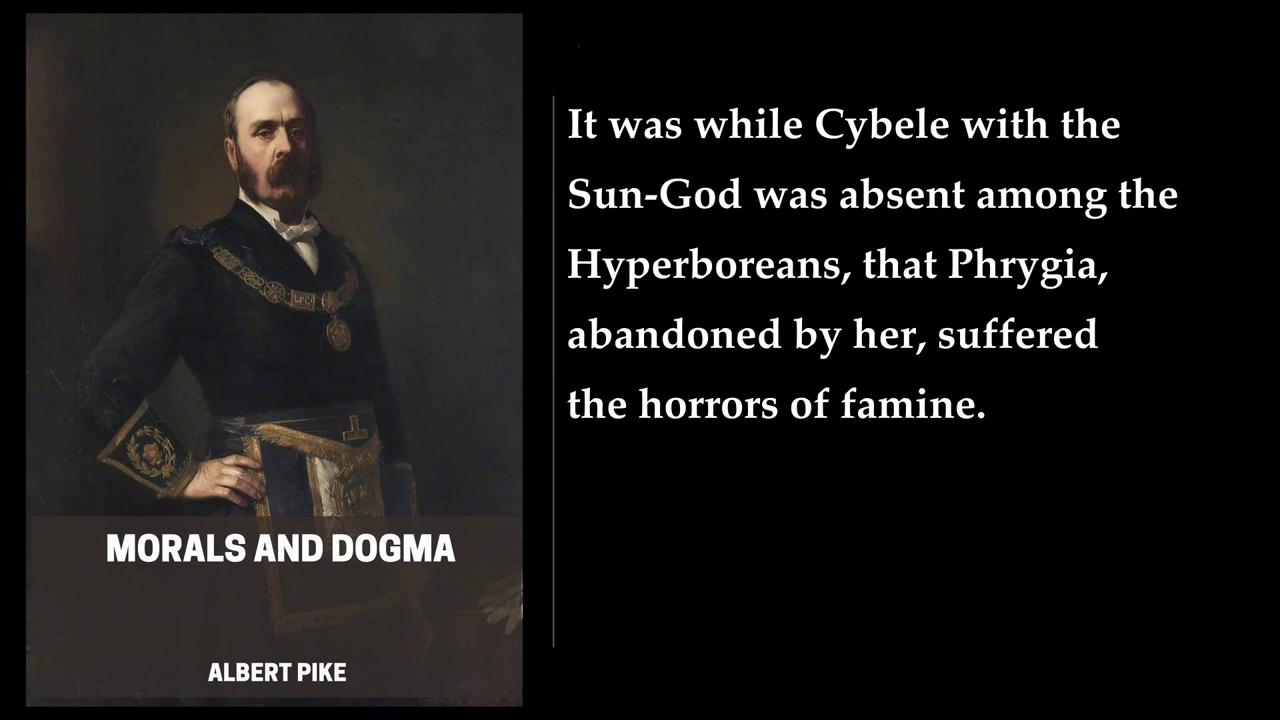 It was while Cybele with the
Sun-God was absent among the
Hyperboreans, that Phrygia,
abandoned by her, suffered
the horrors of famine.
MORALS AND DOGMA
ALBERT PIKE